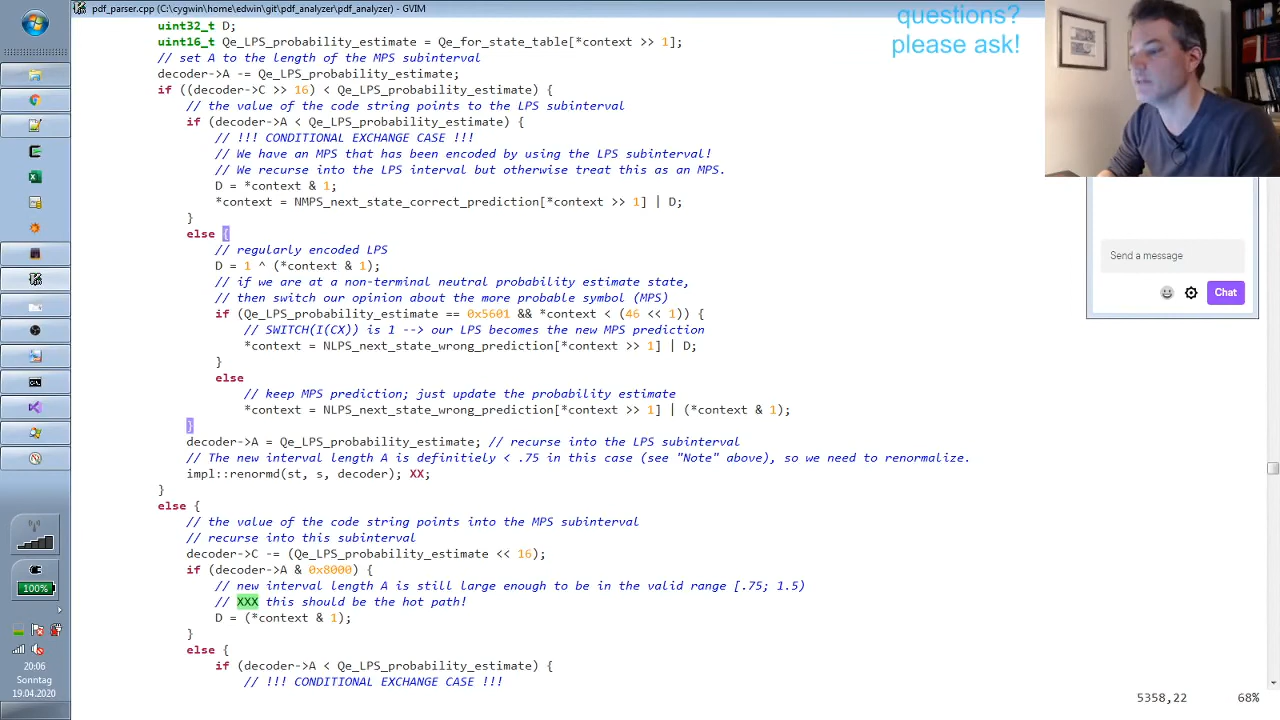 pdf_parser.cpp (C:\cygwin\home\edwin\git\pdf_analyzer\pdf_analyzer) - GVIM
questions?
please ask!
uint32_t D;
uint16_t Qe_LPS_probability_estimate = Qe_for_state_table[*context >> 1];
// set A to the length of the MPS subinterval
decoder->A -= Qe_LPS_probability_estimate;
if ((decoder->C >> 16) < Qe_LPS_probability_estimate) {
// the value of the code string points to the LPS subinterval
if (decoder->A < Qe_LPS_probability_estimate) {
// !!! CONDITIONAL EXCHANGE CASE !!!
// We have an MPS that has been encoded by using the LPS subinterval!
// We recurse into the LPS interval but otherwise treat this as an MPS.
D = *context & 1;
*context = NMPS_next_state_correct_prediction[*context >> 1] | D;
}
else {
// regularly encoded LPS
D = 1 ^ (*context & 1);
// if we are at a non-terminal neutral probability estimate state,
// then switch our opinion about the more probable symbol (MPS)
if (Qe_LPS_probability_estimate == 0x5601 && *context < (46 << 1)) {
// SWITCH(I(CX)) is 1 --> our LPS becomes the new MPS prediction
*context = NLPS_next_state_wrong_prediction[*context >> 1] | D;
}
else
// keep MPS prediction; just update the probability estimate
*context = NLPS_next_state_wrong_prediction[*context >> 1] | (*context & 1);
}
decoder->A = Qe_LPS_probability_estimate; // recurse into the LPS subinterval
// The new interval length A is definitiely < .75 in this case (see "Note" above), so we need to renormalize.
impl::renormd(st, s, decoder); XX;
}
else {
// the value of the code string points into the MPS subinterval
// recurse into this subinterval
decoder->C -= (Qe_LPS_probability_estimate << 16);
if (decoder->A & 0x8000) {
// new interval length A is still large enough to be in the valid range [.75; 1.5)
// XXX this should be the hot path!
D = (*context & 1);
}
else {
if (decoder->A < Qe_LPS_probability_estimate) {
// !!! CONDITIONAL EXCHANGE CASE !!!
5358,22 68%
Send a message
Chat
100%
20:06
Sonntag
19.04.2020